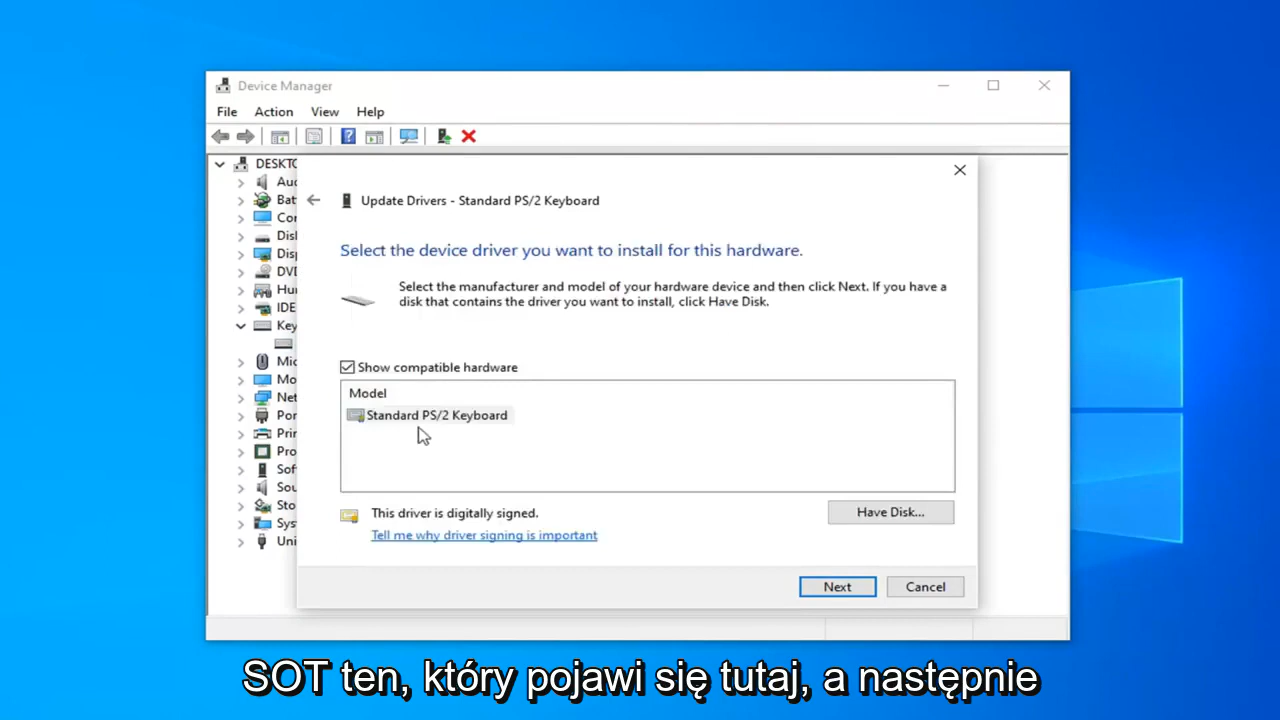 Device Manager
File Action View Help
DESKTO
Update Drivers - Standard PS/2 Keyboard
Select the device driver you want to install for this hardware.
Select the manufacturer and model of your hardware device and then click Next. If you have a
disk that contains the driver you want to install, click Have Disk.
Show compatible hardware
Model
Standard PS/2 Keyboard
This driver is digitally signed.
Have Disk...
Tell me why driver signing is important
Next Cancel
Aud
Bat
Cor
Disl
Disp
DVD
Hur
IDE
Key
Mic
Mo
Net
Por
Prin
Pro
Sof
Sou
Sto
Sys
Uni
SOT ten, który pojawi się tutaj, a następnie